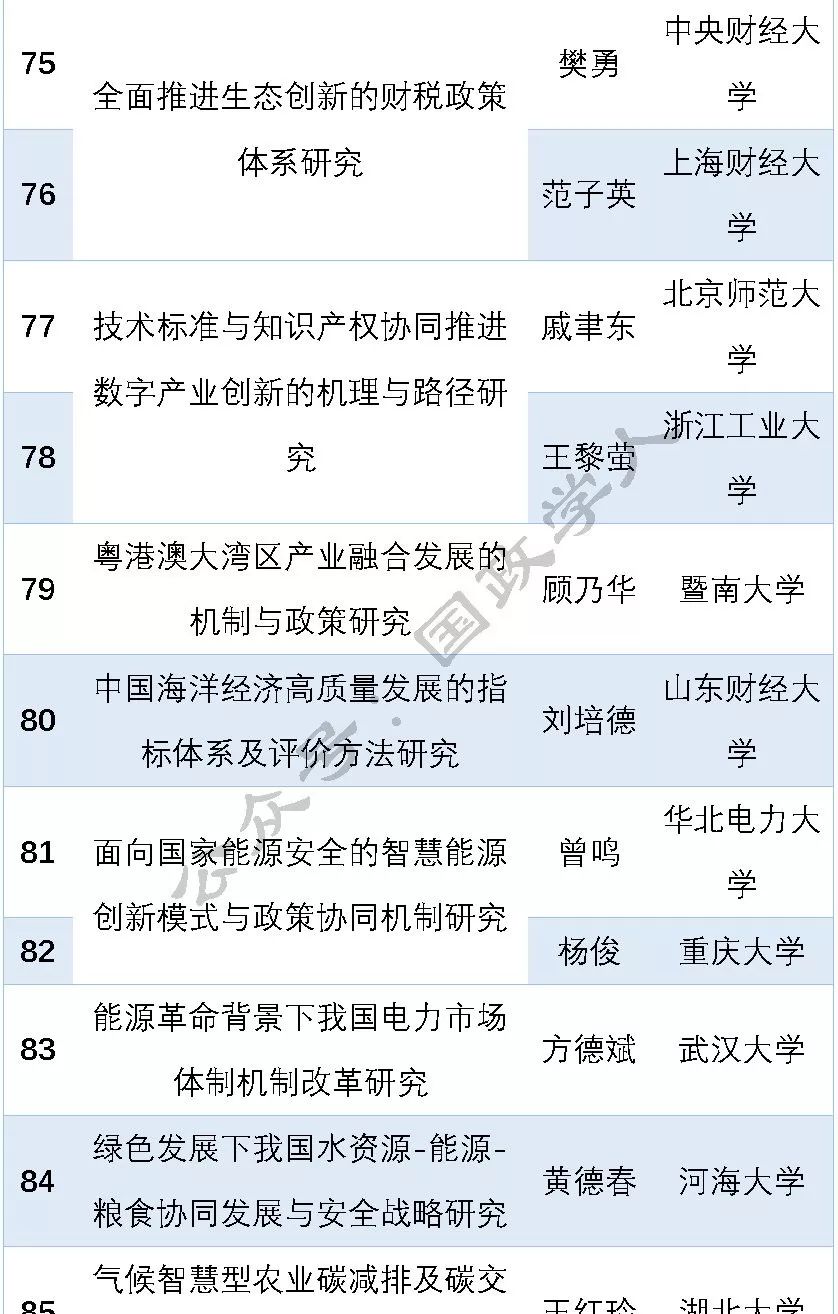 75
全面推进生态创新的财税政策
体系研究
樊勇
中央财经大
学
76
范子英
上海财经大
学
77
技术标准与知识产权协同推进
数字产业创新的机理与路径研
究
戚聿东
北京师范大
学
78
王黎萤
浙江工业大
学
79
粤港澳大湾区产业融合发展的
机制与政策研究
顾乃华
暨南大学
80
中国海洋经济高质量发展的指
标体系及评价方法研究
刘培德
山东财经大
学
81
面向国家能源安全的智慧能源
创新模式与政策协同机制研究
曾鸣
华北电力大
学
82
杨俊
重庆大学
83
能源革命背景下我国电力市场
体制机制改革研究
方德斌
武汉大学
84
绿色发展下我国水资源-能源-
粮食协同发展与安全战略研究
黄德春
河海大学
85
气候智慧型农业碳减排及碳交
王红玲
湖北大学
公众号：国政学人